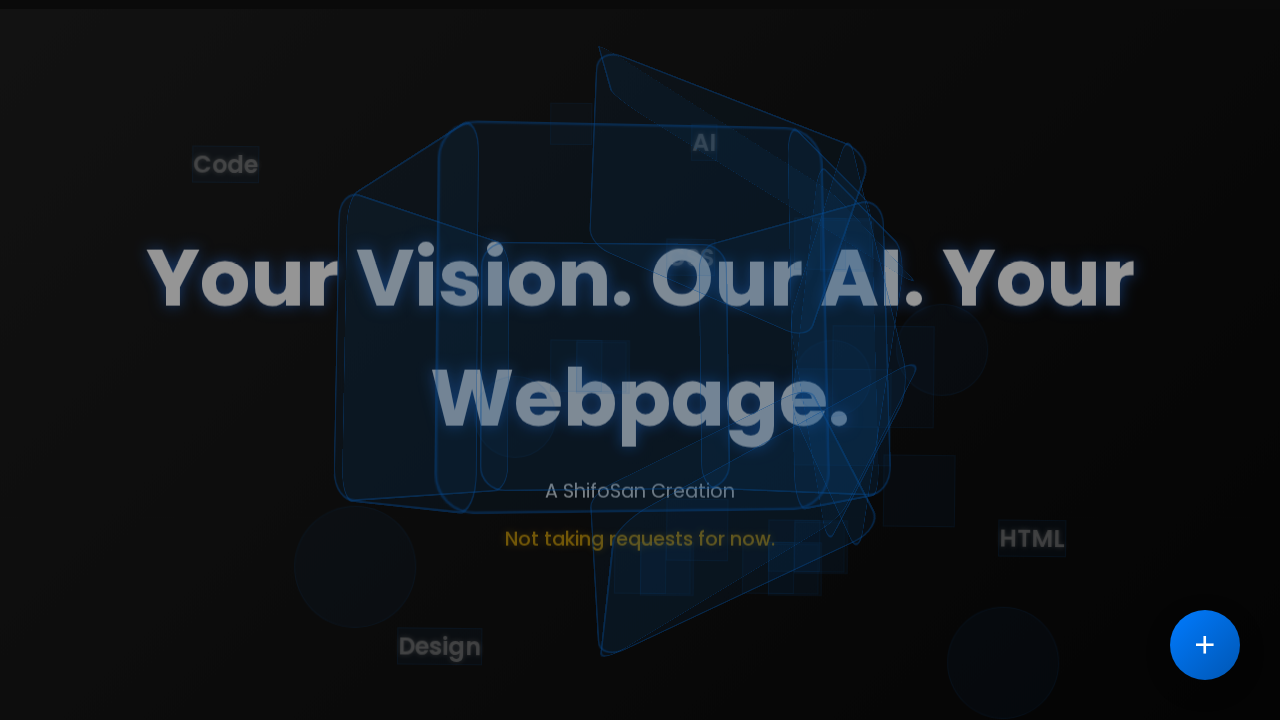 Code
AI
Your Vision. Our AI. Your
Webpage.
A ShifoSan Creation
Not taking requests for now.
HTML
Design
+